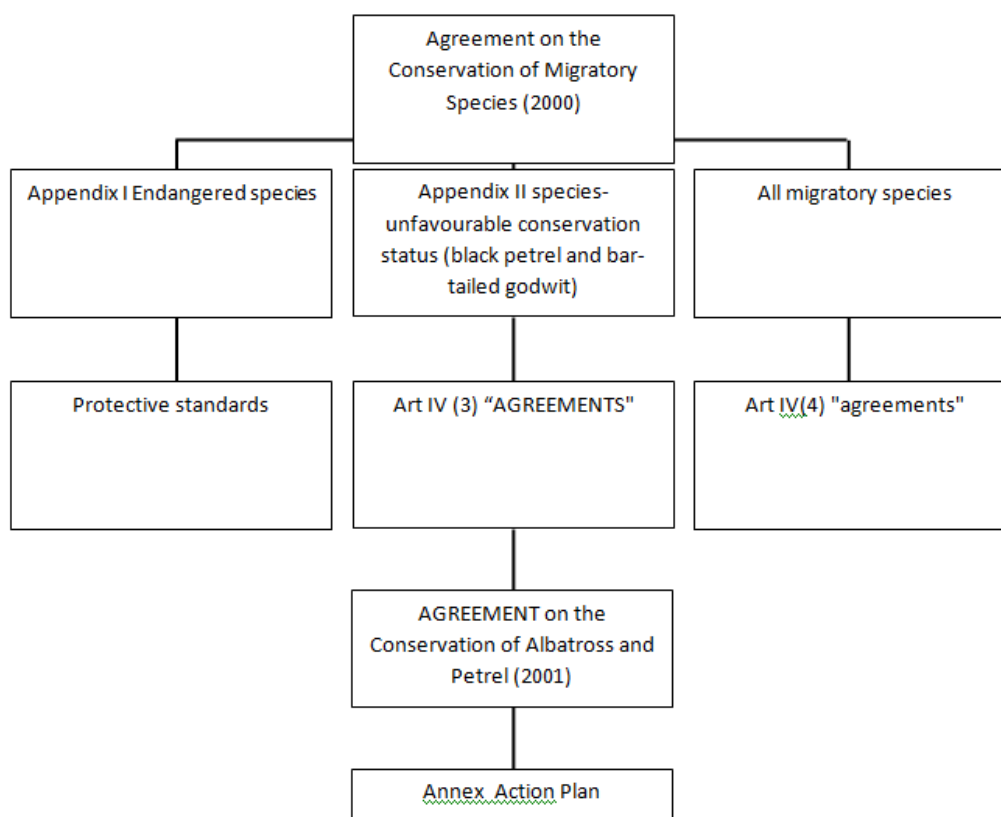 Agreement on the
Conservation of Migratory
Species (2000)
Appendix I Endangered species
Appendix II species-
unfavourable conservation
status (black petrel and bar-
tailed godwit)
All migratory species
Protective standards
Art IV (3) “AGREEMENTS"
Art IV(4) "agreements"
AGREEMENT on the
Conservation of Albatross and
Petrel (2001)
Annex Action Plan